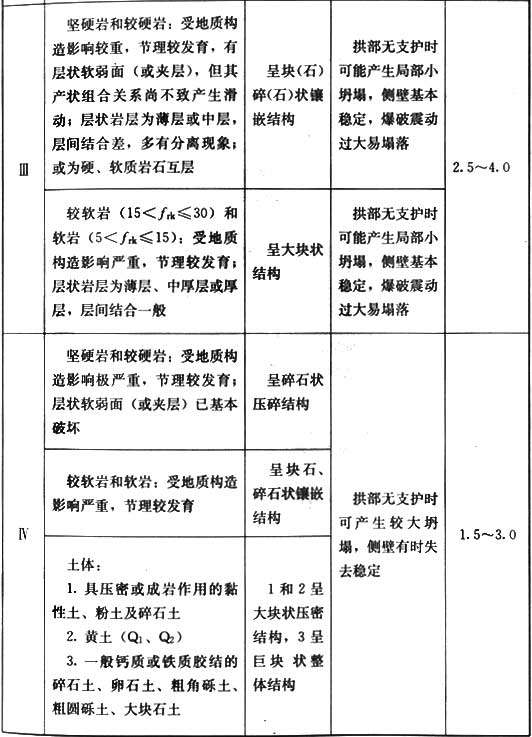 Ⅲ
坚硬岩和较硬岩：受地质构
造影响较重，节理较发育，有
层状软弱面（或夹层），但其
产状组合关系尚不致产生滑
动；层状岩层为薄层或中层，
层间结合差，多有分离现象；
或为硬、软质岩石互层
呈块(石)
碎(石)状镶
嵌结构
拱部无支护时
可能产生局部小
坍塌，侧壁基本
稳定，爆破震动
过大易塌落
2.5～4.0
较软岩（15＜frk≤30）和
软岩（5＜frk≤15）：受地质
构造影响严重，节理较发育；
层状岩层为薄层、中厚层或厚
层，层间结合一般
呈大块状
结构
拱部无支护时
可能产生局部小
坍塌，侧壁基本
稳定，爆破震动
过大易塌落
Ⅳ
坚硬岩和较硬岩：受地质构
造影响极严重，节理较发育；
层状软弱面（或夹层）已基本
破坏
呈碎石状
压碎结构
拱部无支护时
可产生较大坍
塌，侧壁有时失
去稳定
1.5～3.0
较软岩和软岩：受地质构造
影响严重，节理较发育
呈块石、
碎石状镶嵌
结构
土体：
1. 具压密或成岩作用的黏
性土、粉土及碎石土
2. 黄土（Q1、Q2）
3. 一般钙质或铁质胶结的
碎石土、卵石土、粗角砾土、
粗圆砾土、大块石土
1 和 2 呈
大块状压密
结构，3 呈
巨块 状整
体结构